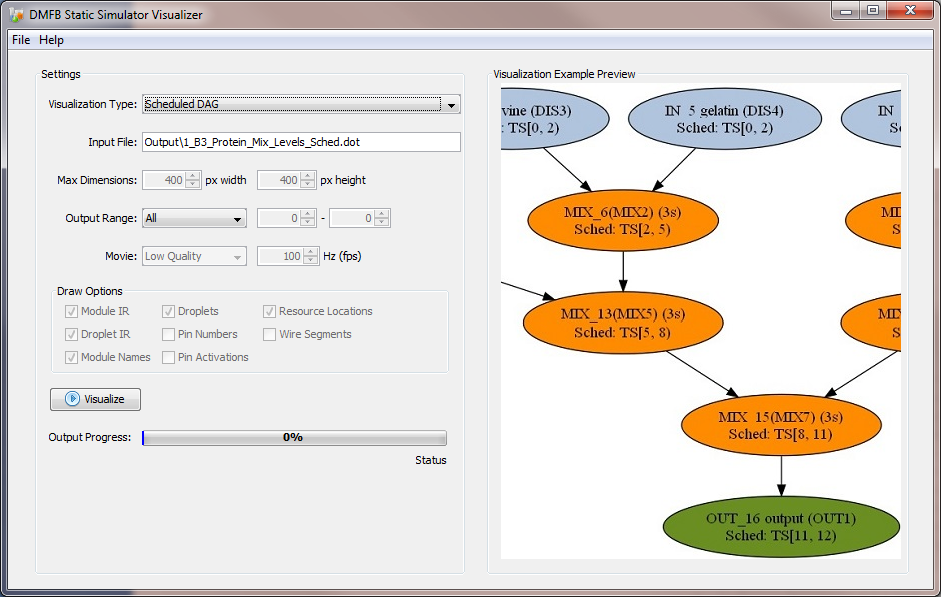 DMFB Static Simulator Visualizer
File Help
Settings
Visualization Type: Scheduled DAG
Input File: Output\1_B3_Protein_Mix_Levels_Sched.dot
Max Dimensions: 400 px width 400 px height
Output Range: All 0 - 0
Movie: Low Quality 100 Hz (fps)
Draw Options
Module IR Droplets Resource Locations
Droplet IR Pin Numbers Wire Segments
Module Names Pin Activations
Visualize
Output Progress: 0%
Status
Visualization Example Preview
vine (DIS3)
: TS[0, 2)
IN_5 gelatin (DIS4)
Sched: TS[0, 2)
IN
Sc
MIX_6(MIX2) (3s)
Sched: TS[2, 5)
MI
S
MIX_13(MIX5) (3s)
Sched: TS[5, 8)
MIX
S
MIX_15(MIX7) (3s)
Sched: TS[8, 11)
OUT_16 output (OUT1)
Sched: TS[11, 12)